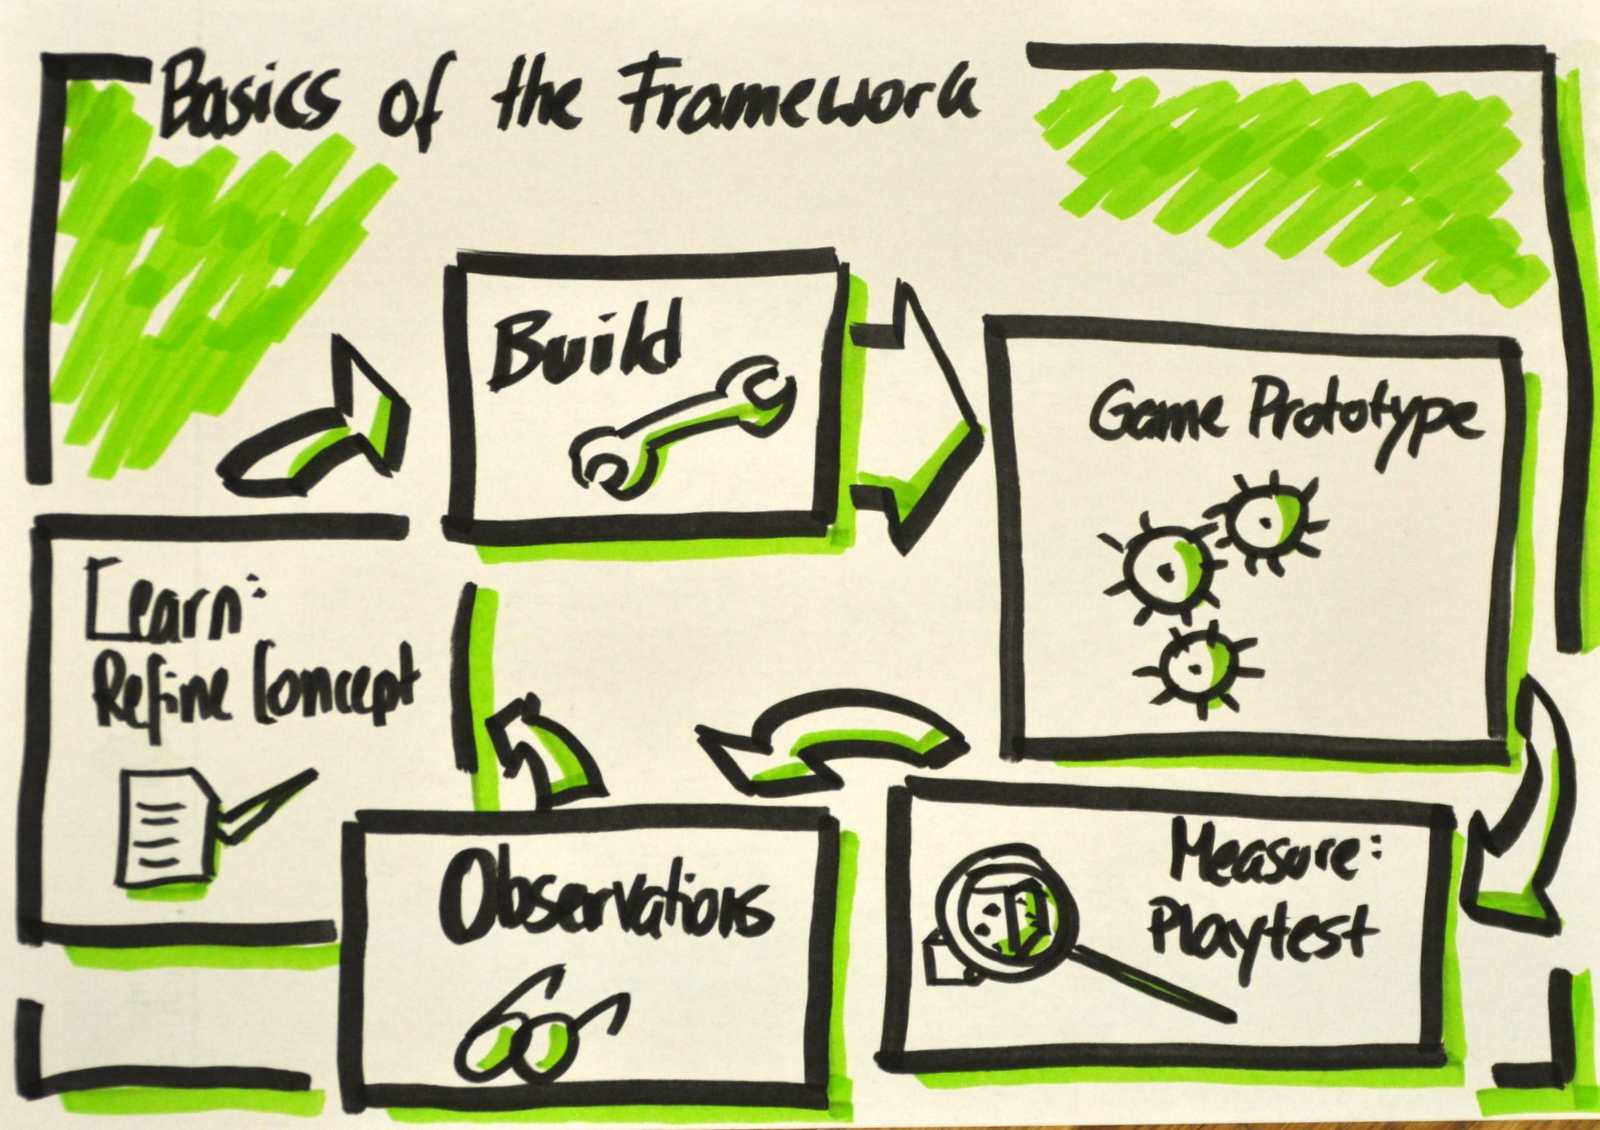 Basics of the Framework
Build
Game Prototype
Learn:
Refine Concept
Measure:
Playtest
Observations